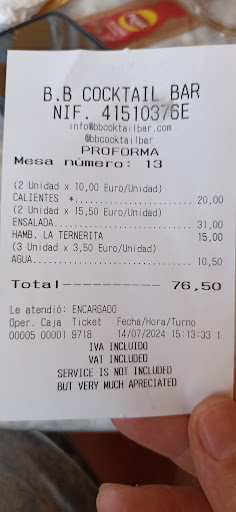 B.B COCKTAIL BAR
NIF. 41510376E
info@bbcocktailbar.com
@bbcocktailbar
PROFORMA
Mesa número: 13
(2 Unidad x 10,00 Euro/Unidad)
CALIENTES *........................ 20,00
(2 Unidad x 15,50 Euro/Unidad)
ENSALADA........................... 31,00
HAMB. LA TERNERITA 15,00
(3 Unidad x 3,50 Euro/Unidad)
AGUA............................... 10,50
Total----------- 76,50
Le atendió: ENCARGADO
Oper. Caja Ticket Fecha/Hora/Turno
00005 00001 9718 14/07/2024 15:13:33 1
IVA INCLUIDO
VAT INCLUDED
SERVICE IS NOT INCLUDED
BUT VERY MUCH APRECIATED